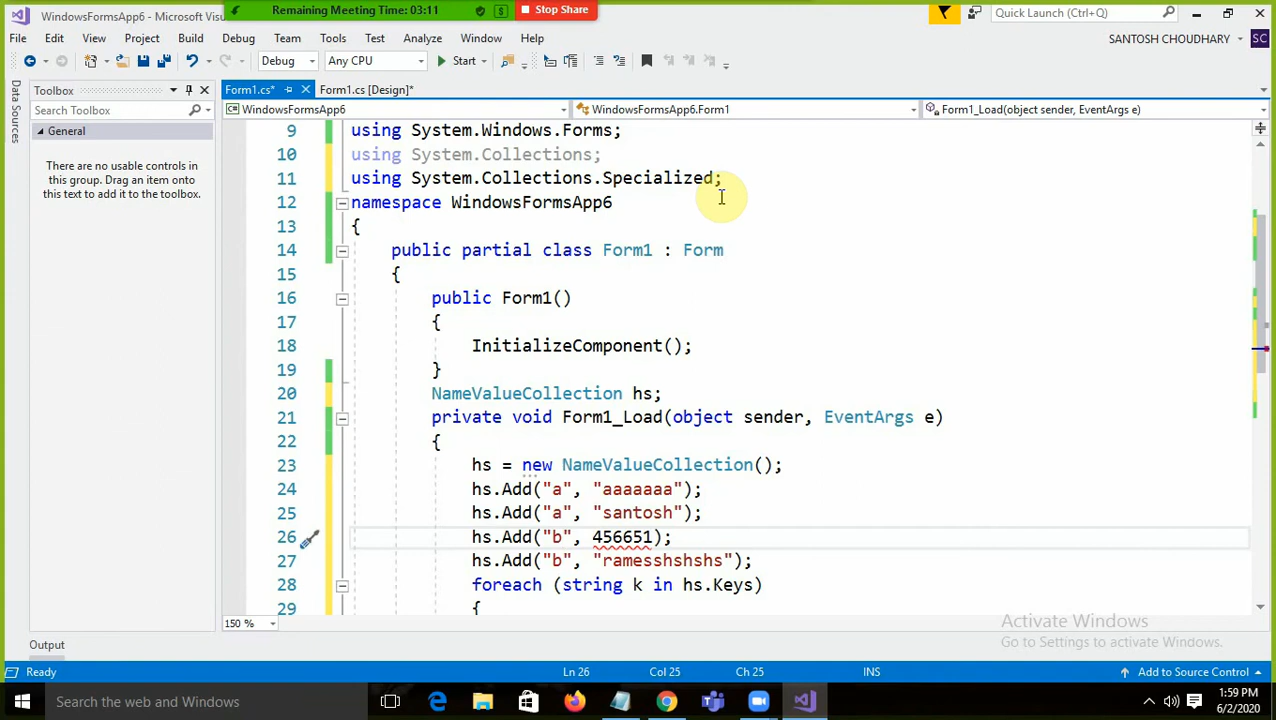 Remaining Meeting Time: 03:11
Stop Share
WindowsFormsApp6 - Microsoft Visu
Quick Launch (Ctrl+Q)
File Edit View Project Build Debug Team Tools Test Analyze Window Help
SANTOSH CHOUDHARY SC
Debug Any CPU Start
Data Sources
Toolbox
Form1.cs* Form1.cs [Design]*
Search Toolbox
WindowsFormsApp6 WindowsFormsApp6.Form1 Form1_Load(object sender, EventArgs e)
General
There are no usable controls in
this group. Drag an item onto
this text to add it to the toolbox.
9 using System.Windows.Forms;
10 using System.Collections;
11 using System.Collections.Specialized;
12 namespace WindowsFormsApp6
13 {
14 public partial class Form1 : Form
15 {
16 public Form1()
17 {
18 InitializeComponent();
19 }
20 NameValueCollection hs;
21 private void Form1_Load(object sender, EventArgs e)
22 {
23 hs = new NameValueCollection();
24 hs.Add("a", "aaaaaaa");
25 hs.Add("a", "santosh");
26 hs.Add("b", 456651);
27 hs.Add("b", "ramesshshshs");
28 foreach (string k in hs.Keys)
29 {
150 %
Activate Windows
Go to Settings to activate Windows.
Output
Ready Ln 26 Col 25 Ch 25 INS Add to Source Control
Search the web and Windows
1:59 PM
6/2/2020